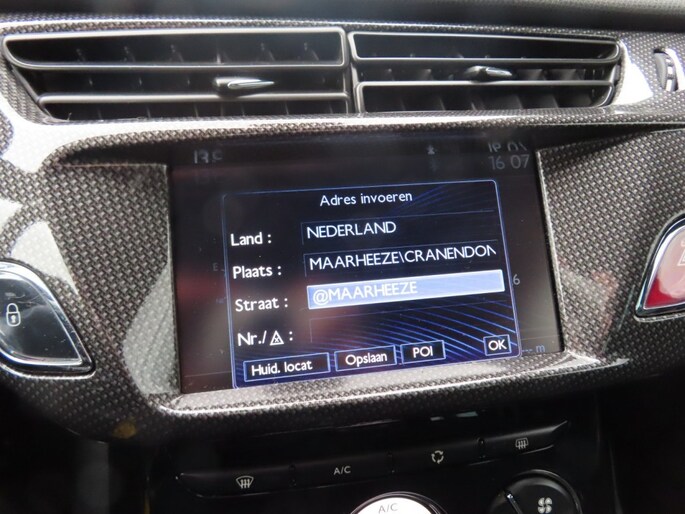 16 07
Adres invoeren
Land : NEDERLAND
Plaats : MAARHEEZE\CRANENDON
Straat : @MAARHEEZE
Nr./ :
Huid. locat Opslaan POI OK
A/C
A/C